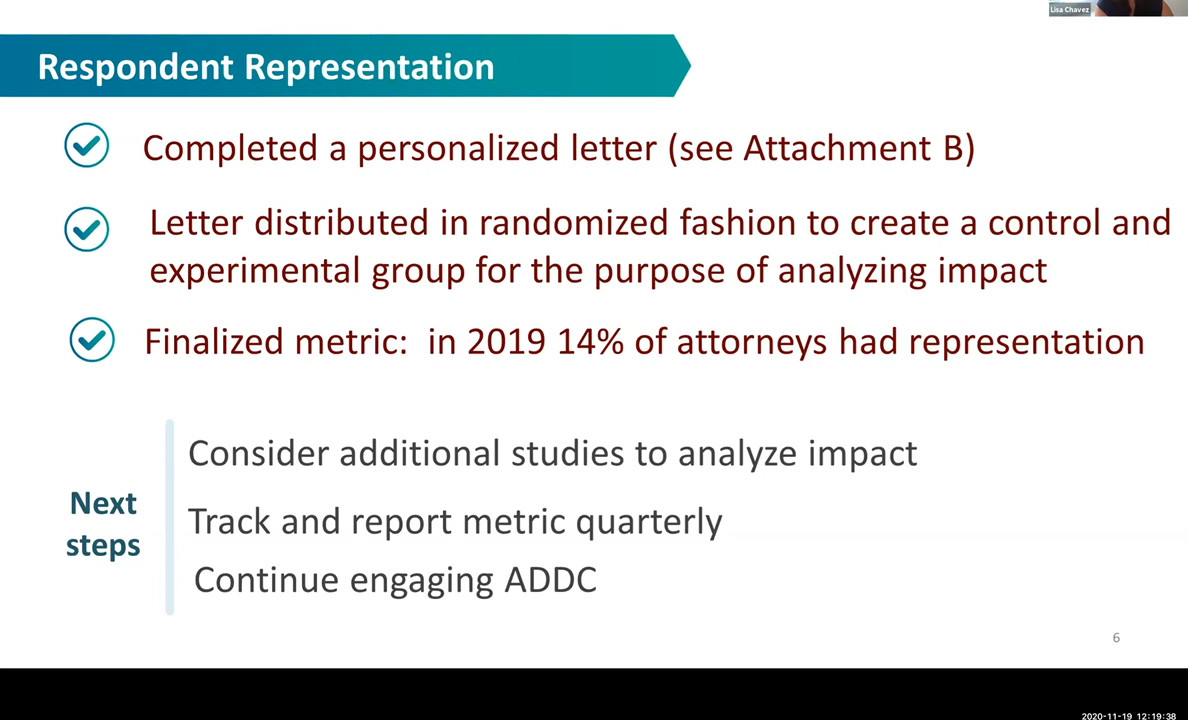 Lisa Chavez
Respondent Representation
Completed a personalized letter (see Attachment B)
Letter distributed in randomized fashion to create a control and
experimental group for the purpose of analyzing impact
Finalized metric:  in 2019 14% of attorneys had representation
Next
steps
Consider additional studies to analyze impact
Track and report metric quarterly
Continue engaging ADDC
6
2020-11-19 12:19:38